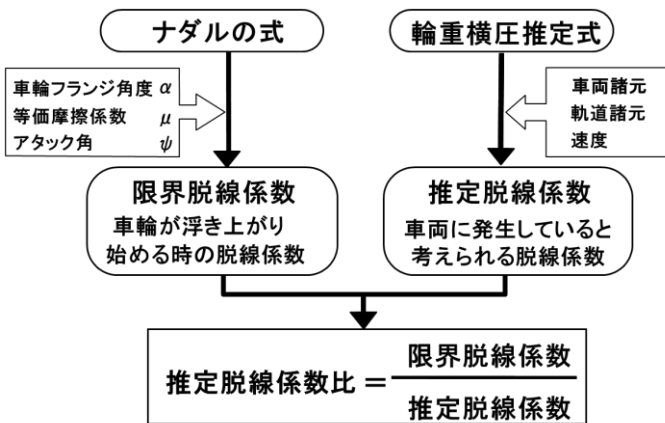 ナダルの式
輪重横圧推定式
車輪フランジ角度 α
等価摩擦係数 μ
アタック角 ψ
車両諸元
軌道諸元
速度
限界脱線係数
車輪が浮き上がり
始める時の脱線係数
推定脱線係数
車両に発生していると
考えられる脱線係数
推定脱線係数比＝
限界脱線係数
推定脱線係数